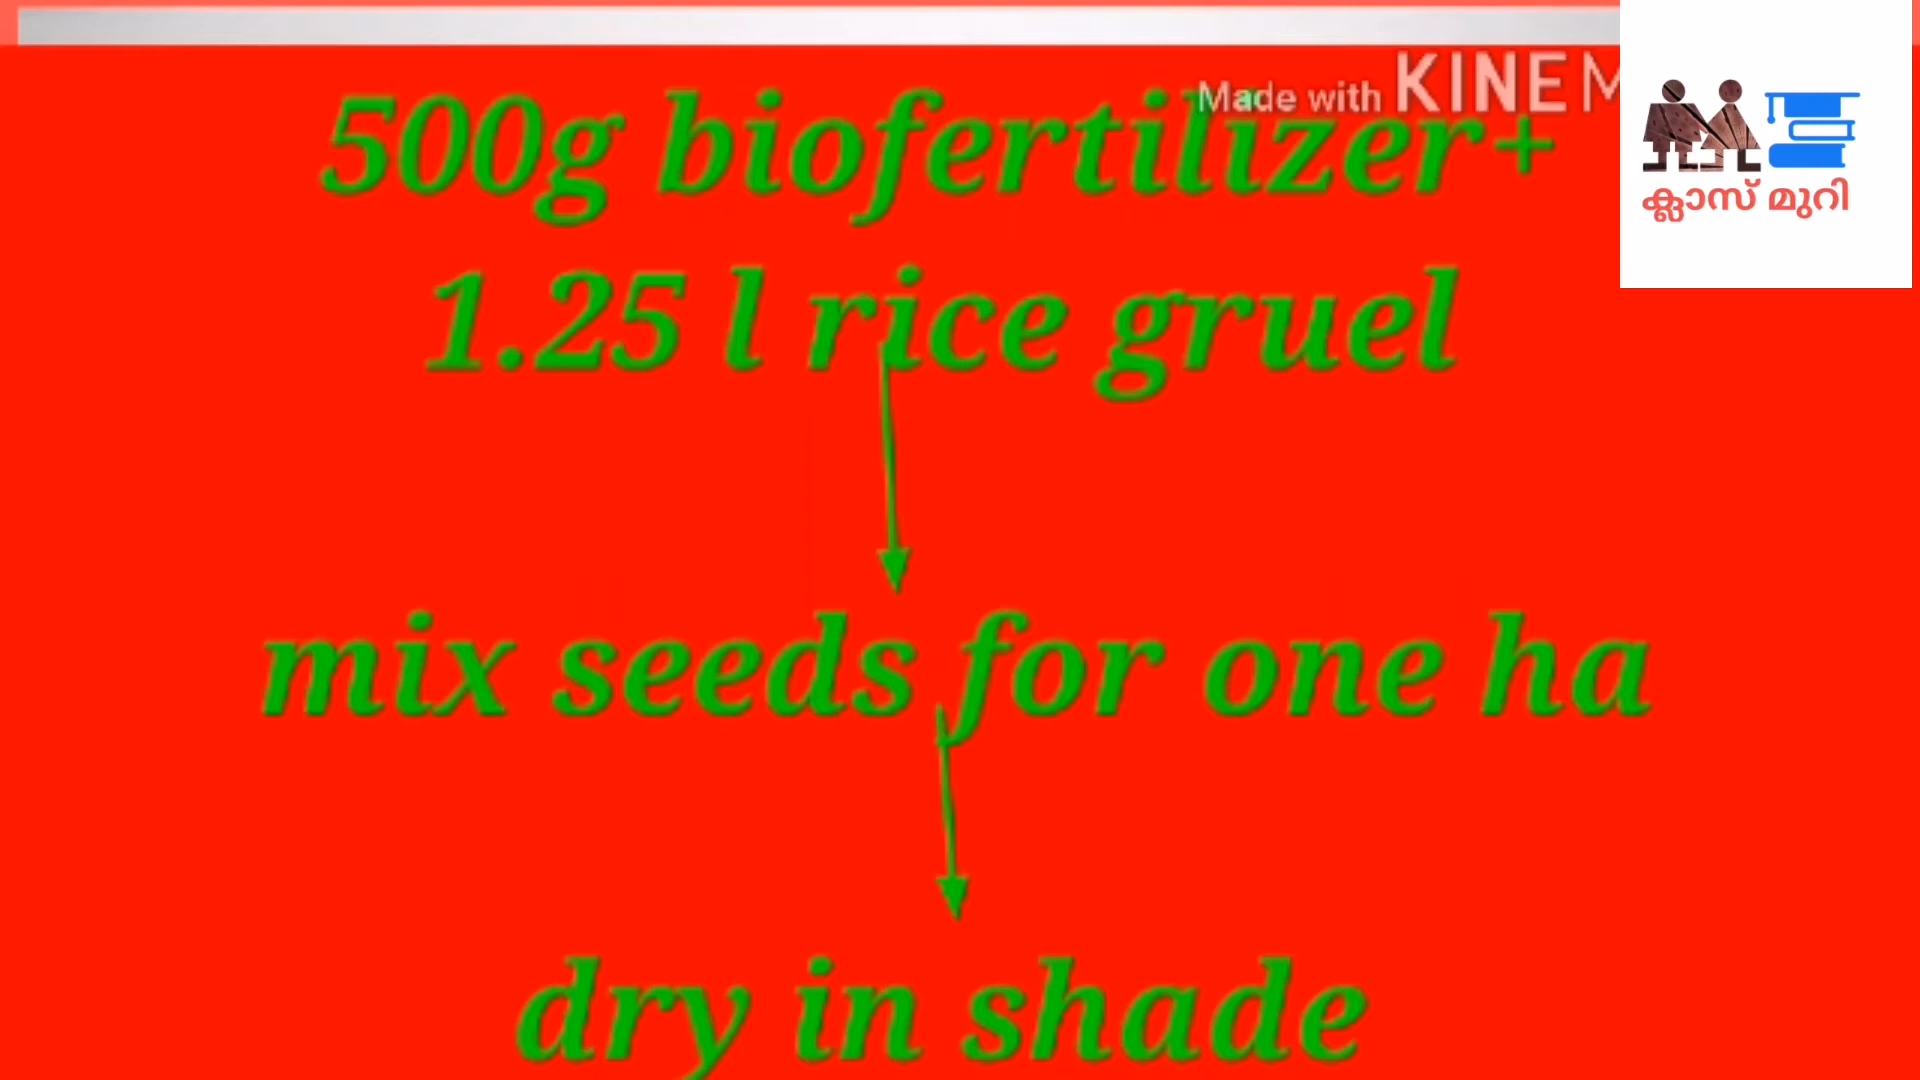 Made with KINEM
500g biofertilizer+
1.25 l rice gruel
mix seeds for one ha
dry in shade
ക്ലാസ് മുറി